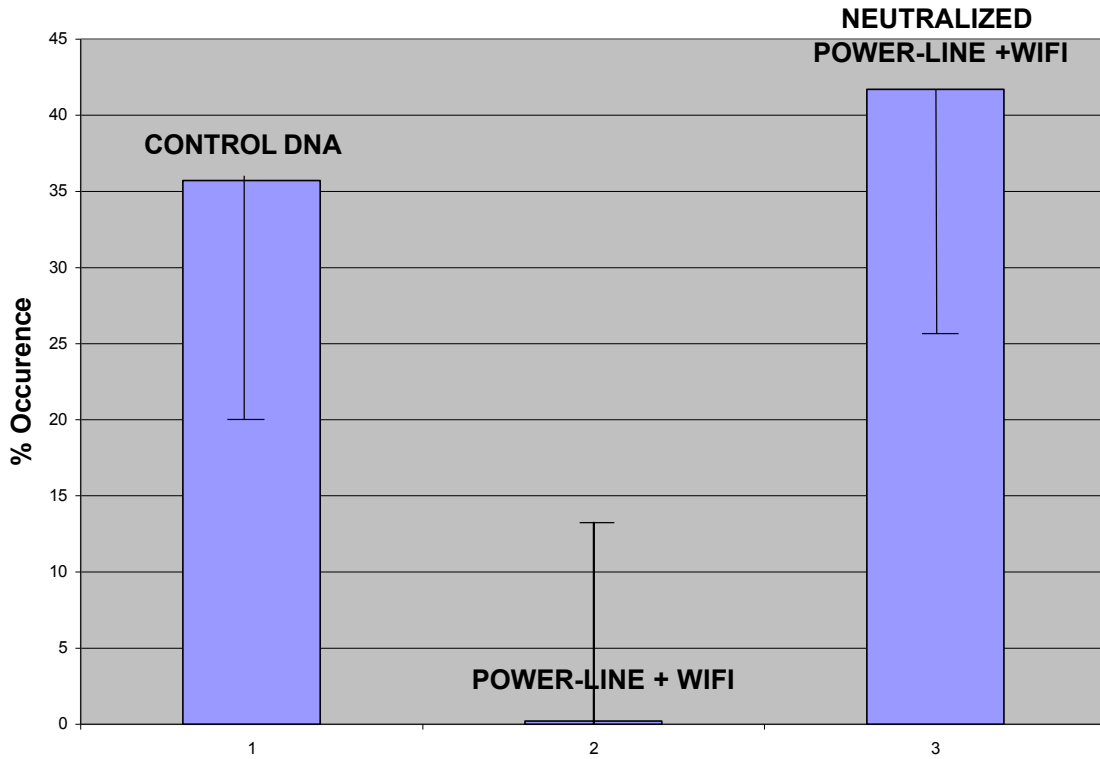 NEUTRALIZED
POWER-LINE +WIFI
CONTROL DNA
POWER-LINE + WIFI
% Occurence
45
40
35
30
25
20
15
10
5
0
1
2
3